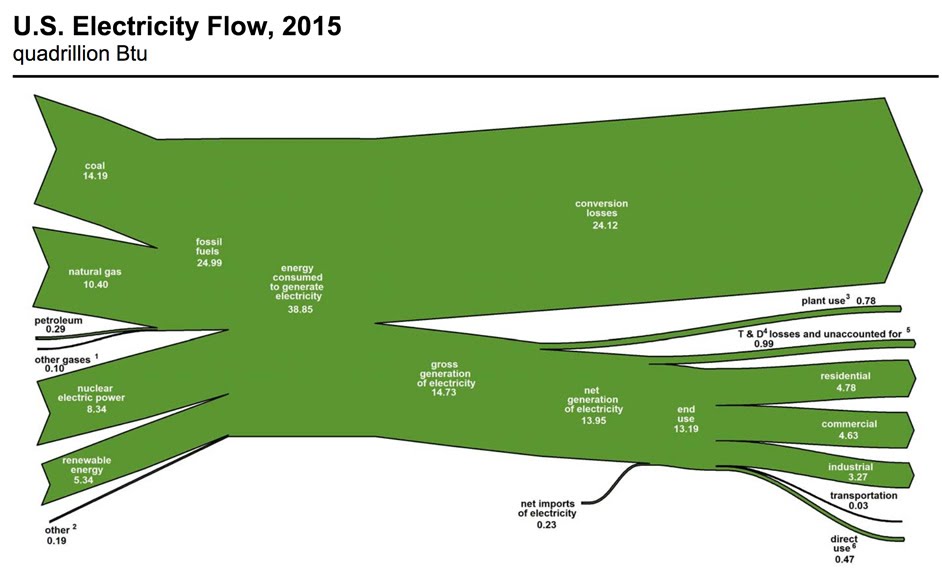 U.S. Electricity Flow, 2015
quadrillion Btu
coal
14.19
natural gas
10.40
petroleum
0.29
other gases 1
0.10
nuclear
electric power
8.34
renewable
energy
5.34
other 2
0.19
fossil
fuels
24.99
energy
consumed
to generate
electricity
38.85
conversion
losses
24.12
gross
generation
of electricity
14.73
plant use3 0.78
T & D4 losses and unaccounted for 5
0.99
net
generation
of electricity
13.95
net imports
of electricity
0.23
end
use
13.19
residential
4.78
commercial
4.63
industrial
3.27
transportation
0.03
direct
use6
0.47